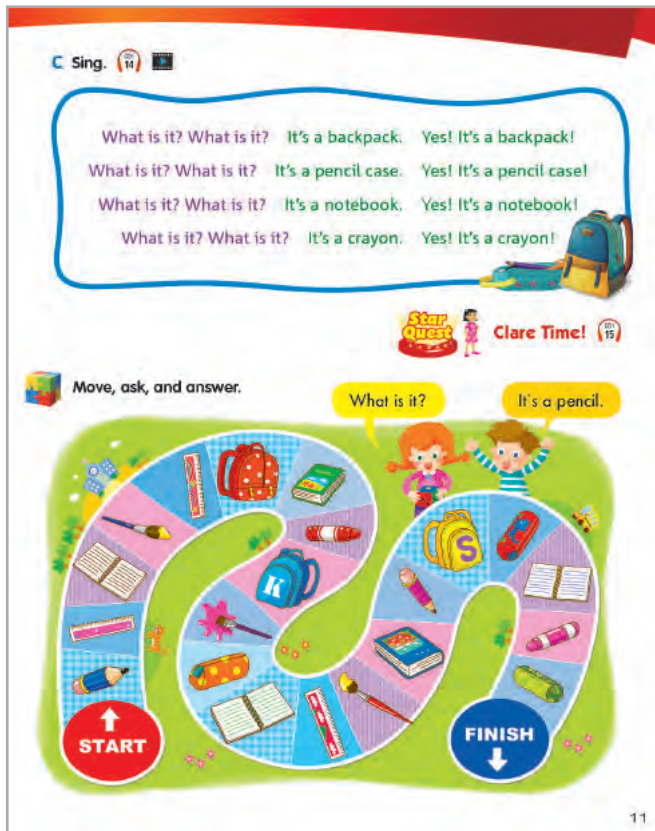 C Sing. CD1 14
What is it? What is it? It's a backpack. Yes! It's a backpack!
What is it? What is it? It's a pencil case. Yes! It's a pencil case!
What is it? What is it? It's a notebook. Yes! It's a notebook!
What is it? What is it? It's a crayon. Yes! It's a crayon!
Star Quest Clare Time! CD1 15
Move, ask, and answer.
What is it? It's a pencil.
S
K
START
FINISH
11